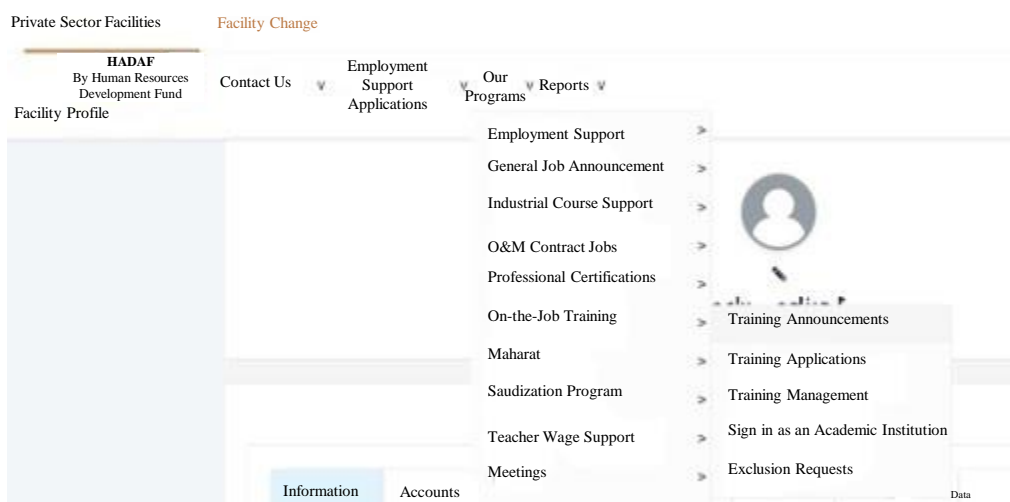 Private Sector Facilities
Facility Change
HADAF
By Human Resources
Development Fund
Facility Profile
Contact Us
Employment
Support
Applications
Our
Programs
Reports
Employment Support
General Job Announcement
Industrial Course Support
O&M Contract Jobs
Professional Certifications
On-the-Job Training
Maharat
Saudization Program
Teacher Wage Support
Meetings
Training Announcements
Training Applications
Training Management
Sign in as an Academic Institution
Exclusion Requests
Information
Accounts
Data